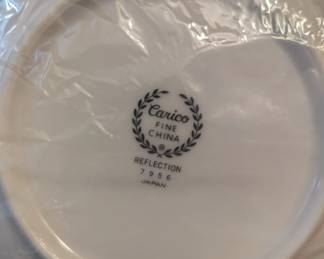 Carico
FINE
CHINA
®
REFLECTION
7956
JAPAN